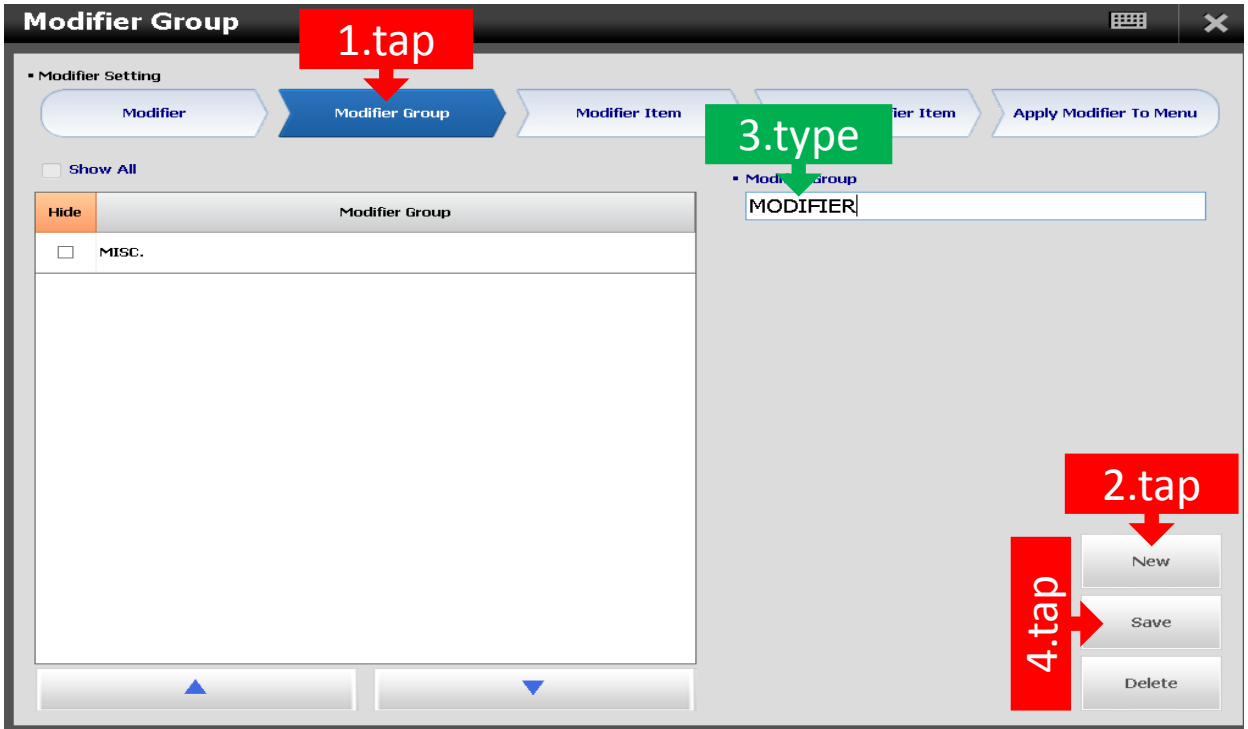 Modifier Group
1.tap
Modifier Setting
Modifier
Modifier Group
Modifier Item
ier Item
Apply Modifier To Menu
3.type
Show All
Modi Group
MODIFIER
Hide
Modifier Group
MISC.
2.tap
New
4.tap
Save
Delete